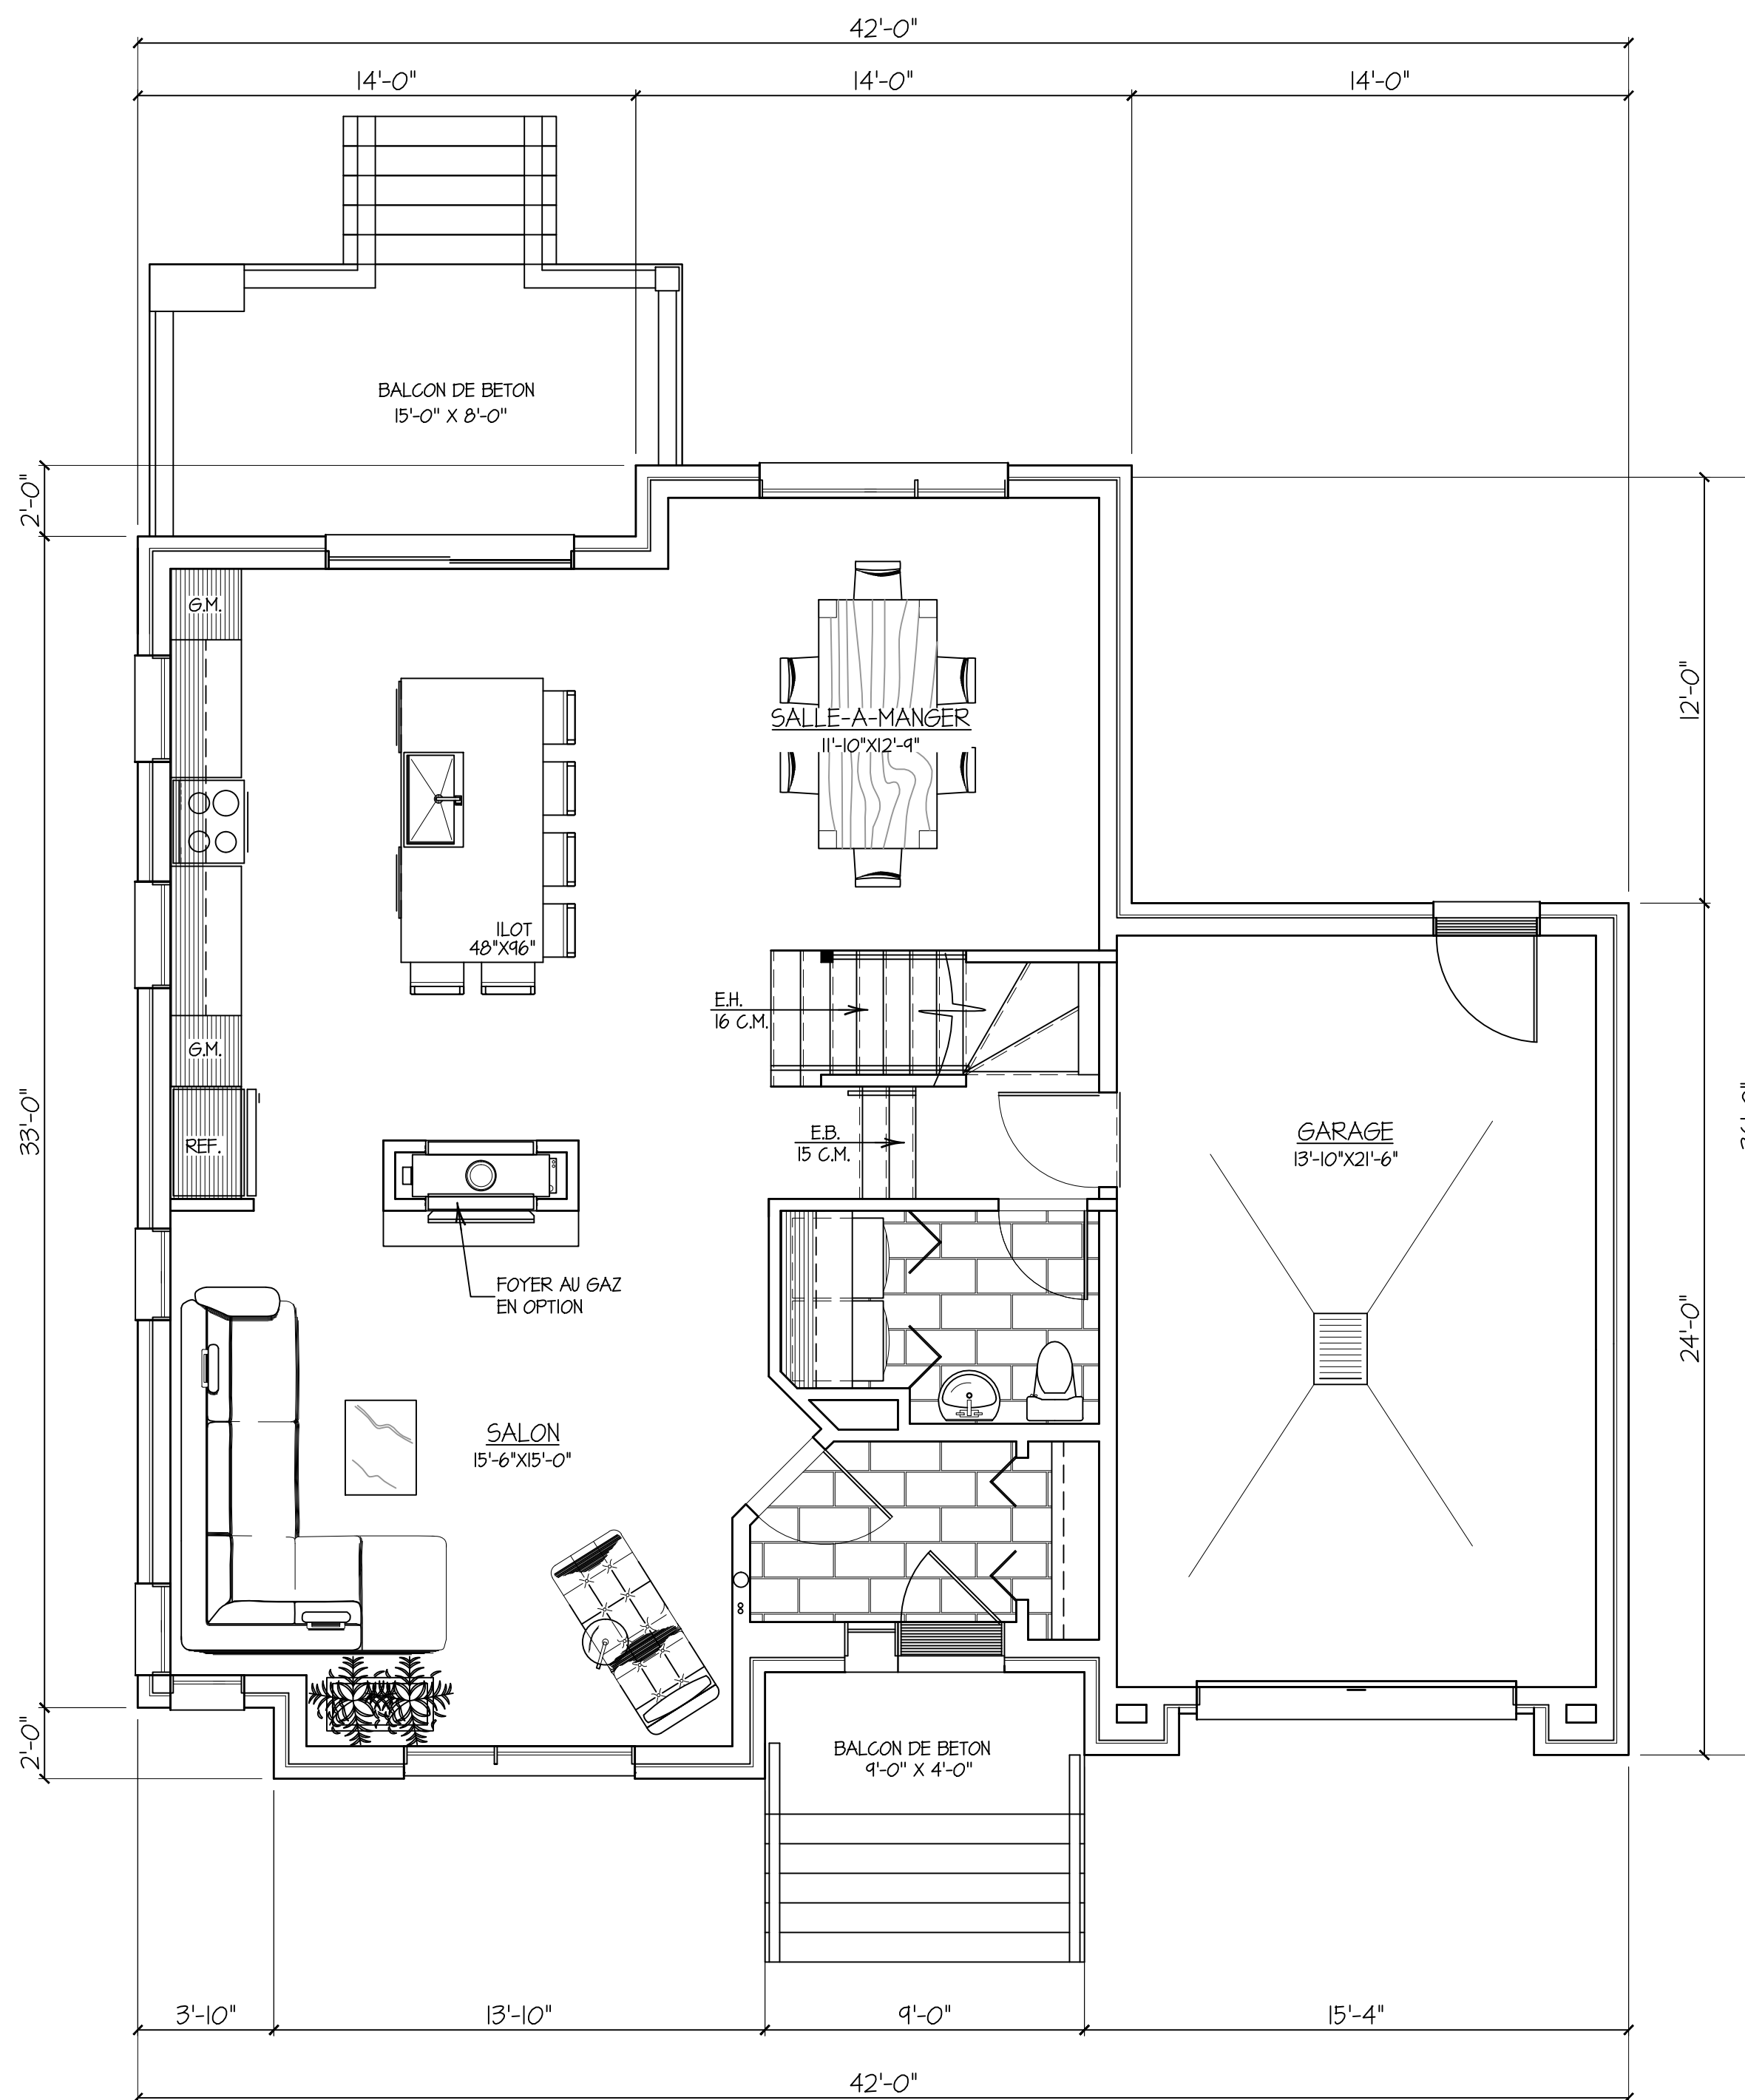 42'-0"
14'-0" 14'-0" 14'-0"
BALCON DE BETON
15'-0" X 8'-0"
2'-0"
G.M.
12'-0"
SALLE-A-MANGER
11'-10"X12'-9"
ILOT
48"X96"
E.H.
16 C.M.
G.M.
33'-0"
REF.
E.B.
15 C.M.
GARAGE
13'-10"X21'-6"
FOYER AU GAZ
EN OPTION
24'-0"
SALON
15'-6"X15'-0"
2'-0"
BALCON DE BETON
9'-0" X 4'-0"
3'-10" 13'-10" 9'-0" 15'-4"
42'-0"